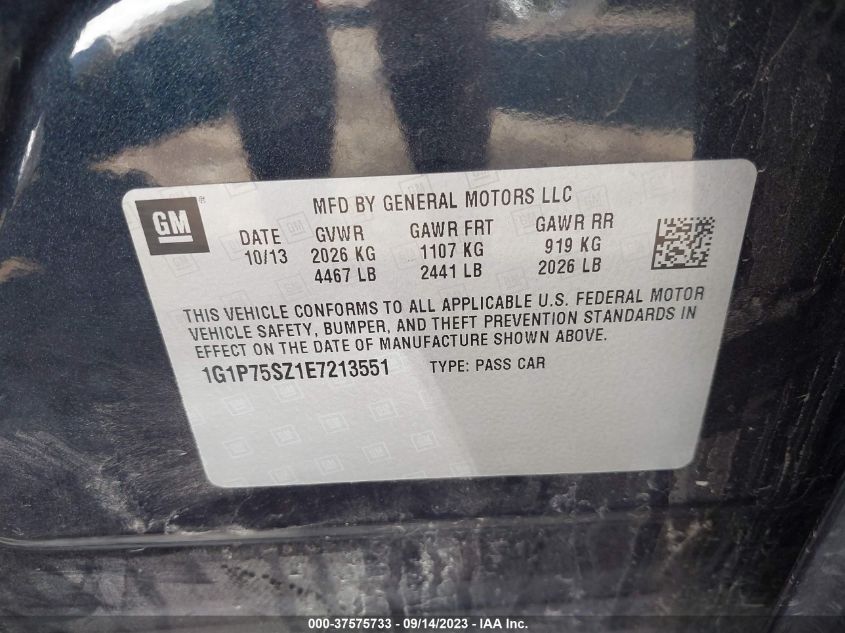 GM ®
MFD BY GENERAL MOTORS LLC
DATE GVWR GAWR FRT GAWR RR
10/13 2026 KG 1107 KG 919 KG
4467 LB 2441 LB 2026 LB
THIS VEHICLE CONFORMS TO ALL APPLICABLE U.S. FEDERAL MOTOR
VEHICLE SAFETY, BUMPER, AND THEFT PREVENTION STANDARDS IN
EFFECT ON THE DATE OF MANUFACTURE SHOWN ABOVE.
1G1P75SZ1E7213551 TYPE: PASS CAR
000-37575733 - 09/14/2023 - IAA Inc.